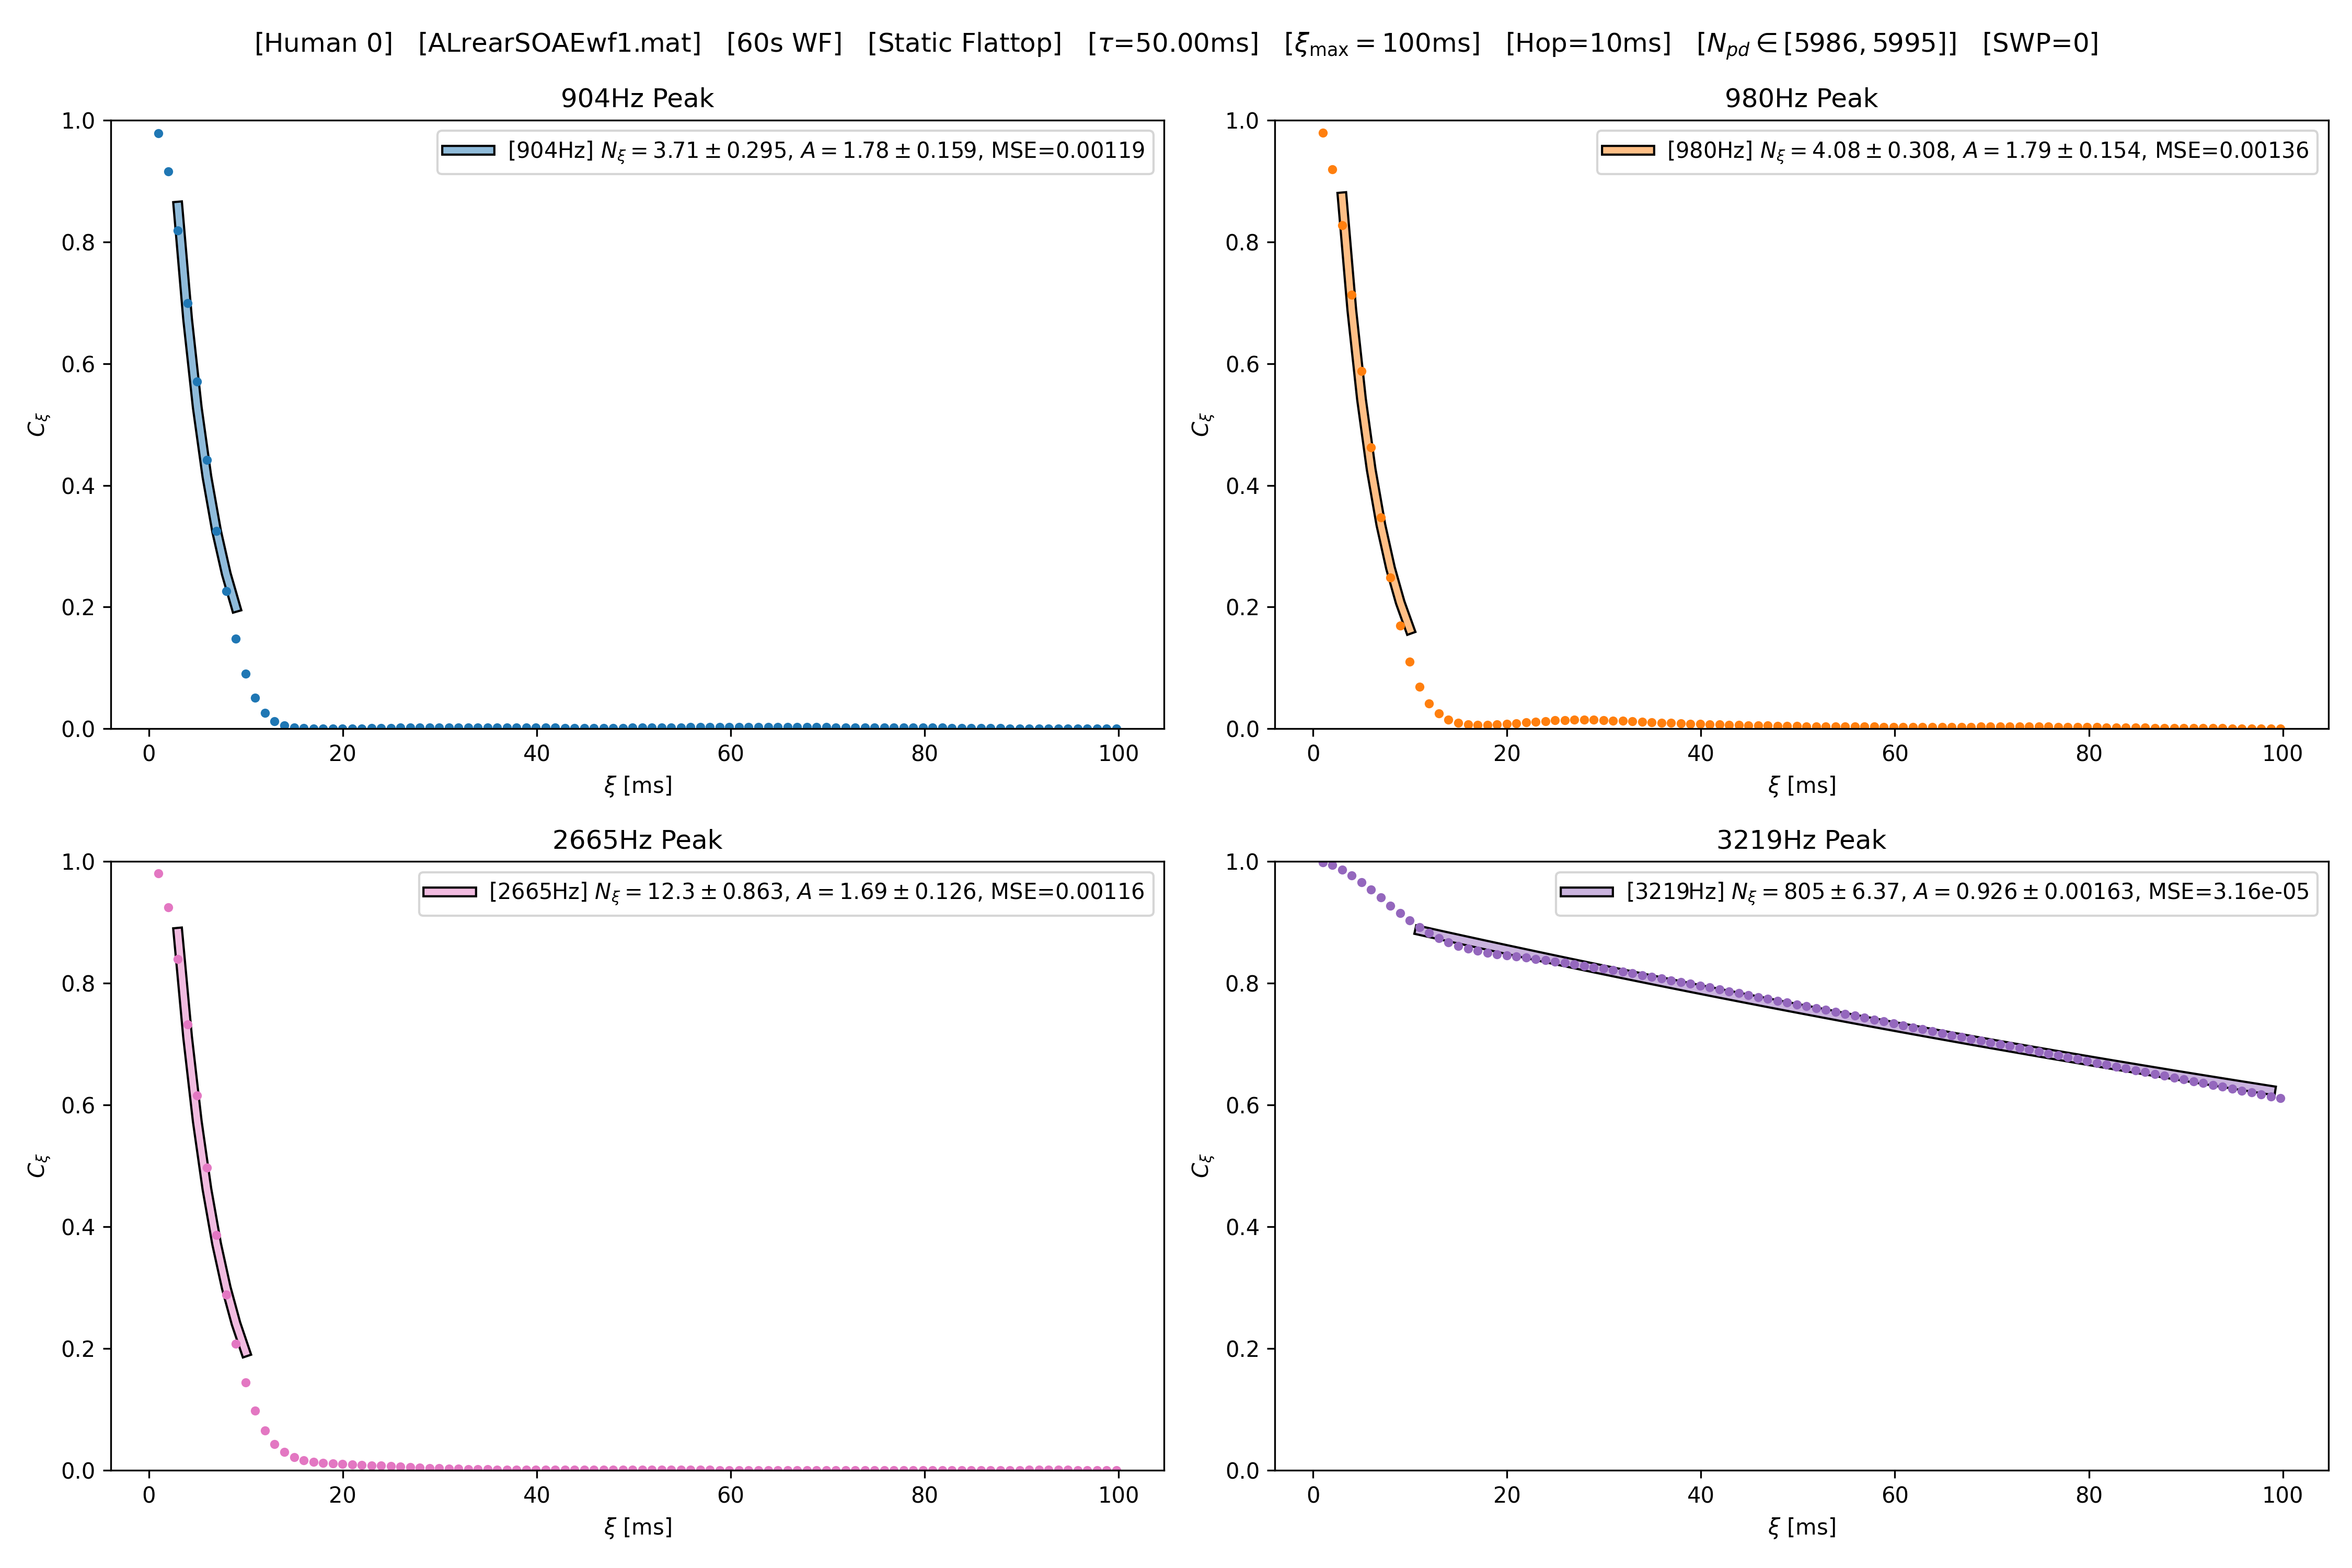 [Human 0] [ALrearSOAEwf1.mat] [60s WF] [Static Flattop] [τ=50.00ms] [ξmax = 100ms] [Hop=10ms] [Npd ∈ [5986, 5995]] [SWP=0]
904Hz Peak
[904Hz] Nξ = 3.71 ± 0.295, A = 1.78 ± 0.159, MSE=0.00119
1.0
0.8
0.6
0.4
0.2
0.0
Cξ
0 20 40 60 80 100
ξ [ms]
980Hz Peak
[980Hz] Nξ = 4.08 ± 0.308, A = 1.79 ± 0.154, MSE=0.00136
1.0
0.8
0.6
0.4
0.2
0.0
Cξ
0 20 40 60 80 100
ξ [ms]
2665Hz Peak
[2665Hz] Nξ = 12.3 ± 0.863, A = 1.69 ± 0.126, MSE=0.00116
1.0
0.8
0.6
0.4
0.2
0.0
Cξ
0 20 40 60 80 100
ξ [ms]
3219Hz Peak
[3219Hz] Nξ = 805 ± 6.37, A = 0.926 ± 0.00163, MSE=3.16e-05
1.0
0.8
0.6
0.4
0.2
0.0
Cξ
0 20 40 60 80 100
ξ [ms]